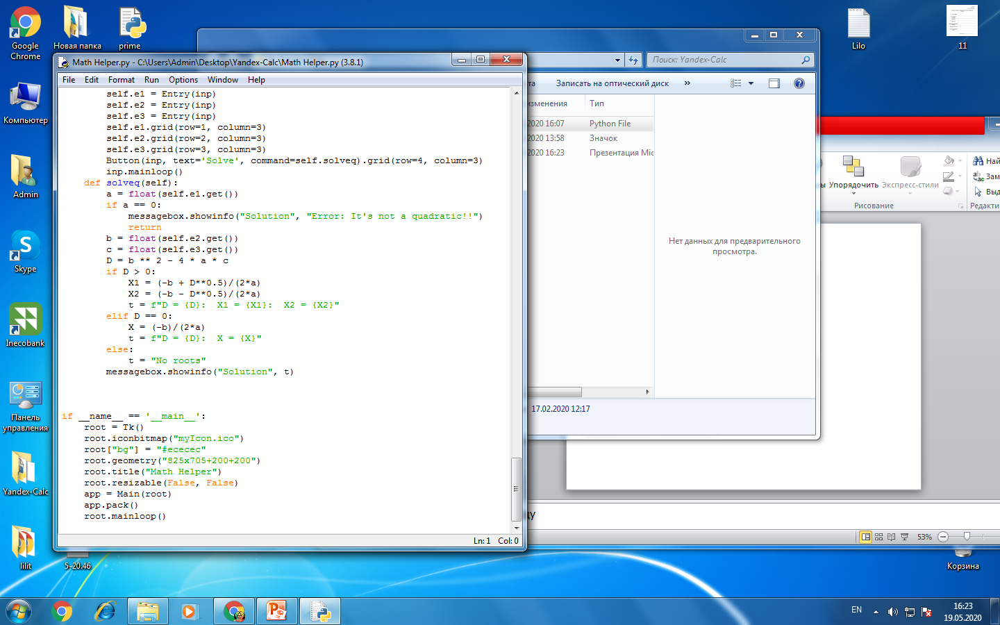 Google
Chrome
Новая папка
prime
Компьютер
Admin
Skype
Inecobank
Панель
управления
Yandex-Calc
lilit
5-20.46
Lilo
11
Корзина
Math Helper.py - C:\Users\Admin\Desktop\Yandex-Calc\Math Helper.py (3.8.1)
File Edit Format Run Options Window Help
self.e1 = Entry(inp)
self.e2 = Entry(inp)
self.e3 = Entry(inp)
self.e1.grid(row=1, column=3)
self.e2.grid(row=2, column=3)
self.e3.grid(row=3, column=3)
Button(inp, text='Solve', command=self.solveq).grid(row=4, column=3)
inp.mainloop()
def solveq(self):
a = float(self.e1.get())
if a == 0:
messagebox.showinfo("Solution", "Error: It's not a quadratic!!")
return
b = float(self.e2.get())
c = float(self.e3.get())
D = b ** 2 - 4 * a * c
if D > 0:
X1 = (-b + D**0.5)/(2*a)
X2 = (-b - D**0.5)/(2*a)
t = f"D = {D}:  X1 = {X1}:  X2 = {X2}"
elif D == 0:
X = (-b)/(2*a)
t = f"D = {D}:  X = {X}"
else:
t = "No roots"
messagebox.showinfo("Solution", t)
if __name__ == '__main__':
root = Tk()
root.iconbitmap("myIcon.ico")
root["bg"] = "#ececec"
root.geometry("825x705+200+200")
root.title("Math Helper")
root.resizable(False, False)
app = Main(root)
app.pack()
root.mainloop()
Ln: 1 Col: 0
Поиск: Yandex-Calc
та Записать на оптический диск »
изменения Тип
2020 16:07 Python File
2020 13:58 Значок
2020 16:23 Презентация Mic
Нет данных для предварительного
просмотра.
17.02.2020 12:17
ы Упорядочить Экспресс-стили
Рисование
Най
Зам
Выд
Редакти
ду
53%
EN
16:23
19.05.2020